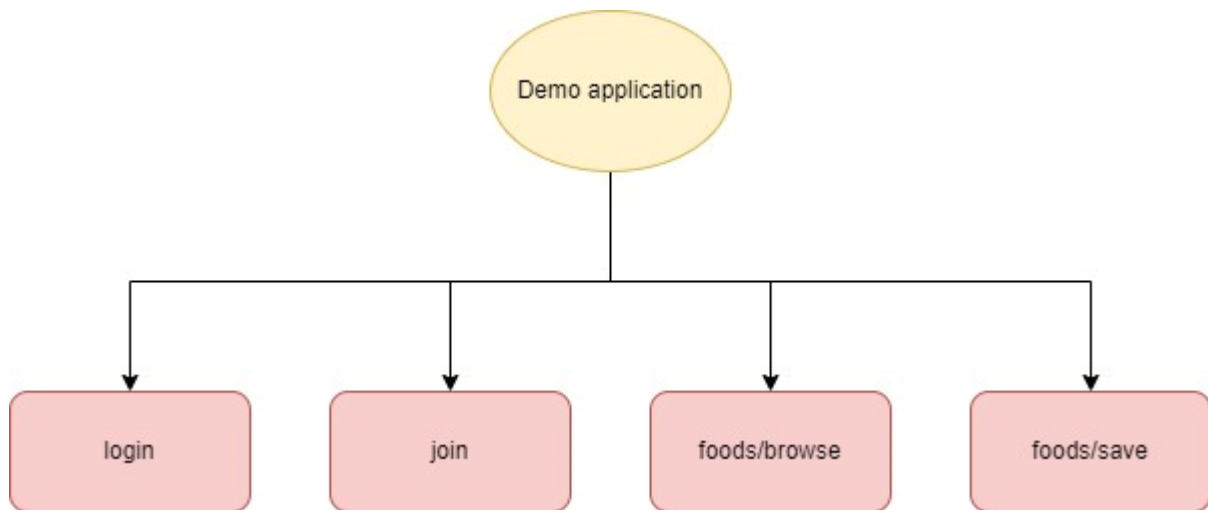 Demo application
login
join
foods/browse
foods/save